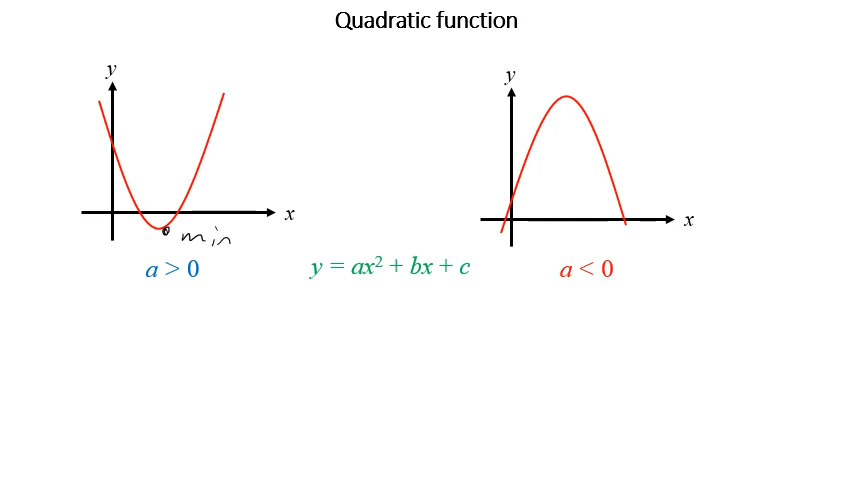 Quadratic function
y
x
min
a > 0
y = ax² + bx + c
y
x
a < 0